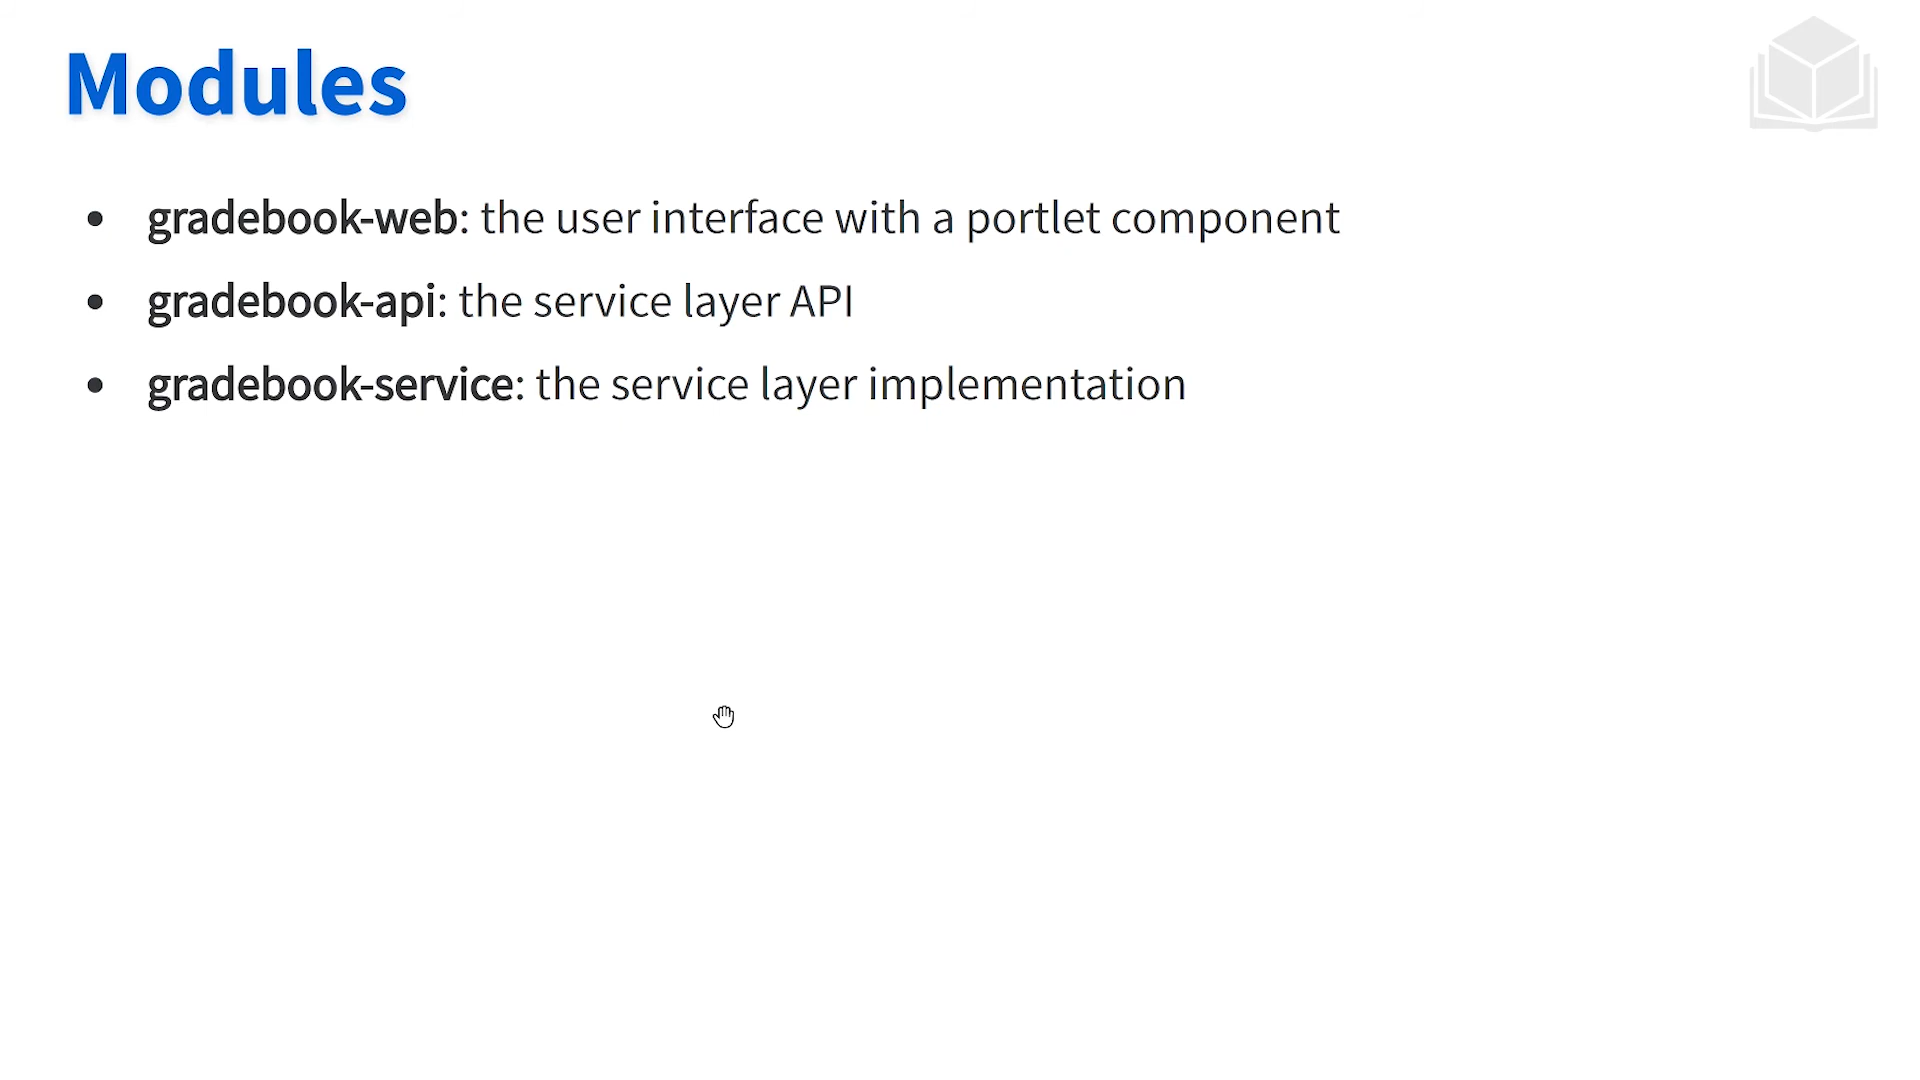 Modules
• gradebook-web: the user interface with a portlet component
• gradebook-api: the service layer API
• gradebook-service: the service layer implementation